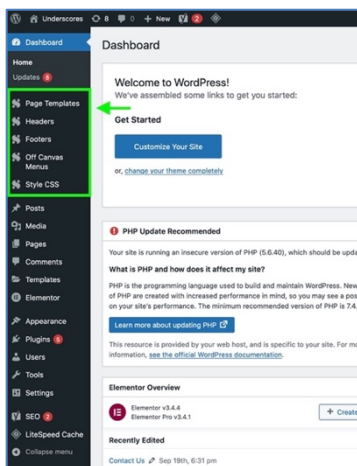 Underscores 8 0 + New 2
Dashboard
Home
Updates 8
Page Templates
Headers
Footers
Off Canvas
Menus
Style CSS
Posts
Media
Pages
Comments
Templates
Elementor
Appearance
Plugins 5
Users
Tools
Settings
SEO 2
LiteSpeed Cache
Collapse menu
Dashboard
Welcome to WordPress!
We've assembled some links to get you started:
Get Started
Customize Your Site
or, change your theme completely
PHP Update Recommended
Your site is running an insecure version of PHP (5.6.40), which should be upda
What is PHP and how does it affect my site?
PHP is the programming language used to build and maintain WordPress. New
of PHP are created with increased performance in mind, so you may see a pos
on your site's performance. The minimum recommended version of PHP is 7.4.
Learn more about updating PHP
This resource is provided by your web host, and is specific to your site. For mo
information, see the official WordPress documentation.
Elementor Overview
Elementor v3.4.4
Elementor Pro v3.4.1
+ Create
Recently Edited
Contact Us Sep 19th, 6:31 pm